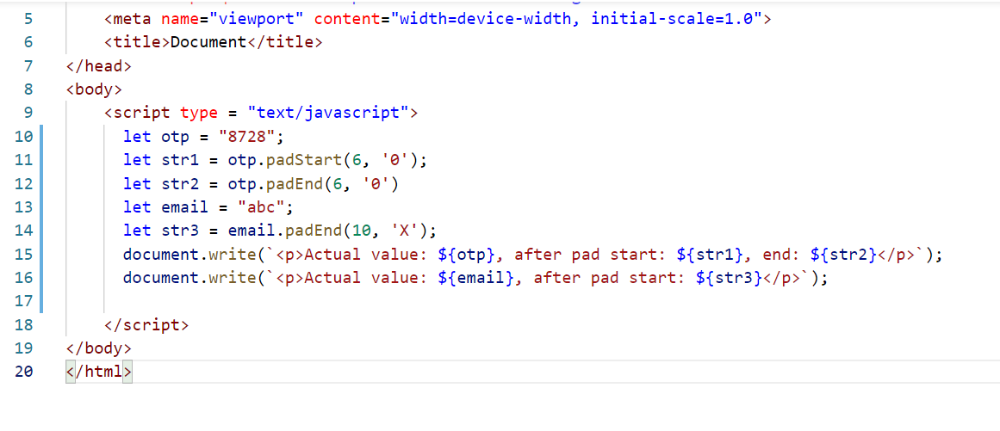 5 <meta name="viewport" content="width=device-width, initial-scale=1.0">
6 <title>Document</title>
7 </head>
8 <body>
9 <script type = "text/javascript">
10 let otp = "8728";
11 let str1 = otp.padStart(6, '0');
12 let str2 = otp.padEnd(6, '0')
13 let email = "abc";
14 let str3 = email.padEnd(10, 'X');
15 document.write(`<p>Actual value: ${otp}, after pad start: ${str1}, end: ${str2}</p>`);
16 document.write(`<p>Actual value: ${email}, after pad start: ${str3}</p>`);
17
18 </script>
19 </body>
20 </html>